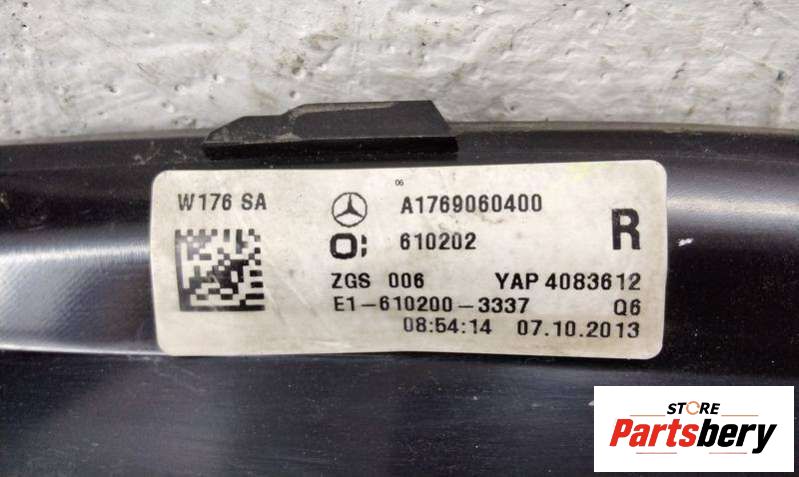 06
W176 SA A1769060400
O: 610202 R
ZGS 006 YAP 4083612
E1-610200-3337 Q6
08:54:14 07.10.2013
STORE
Partsbery